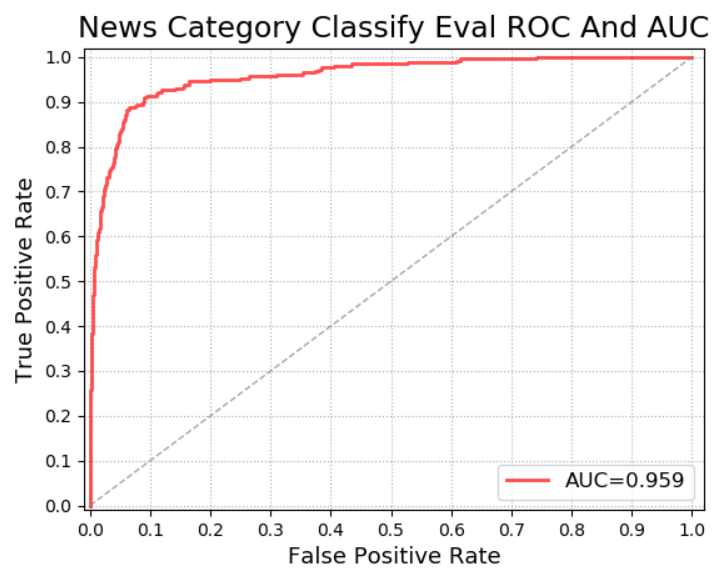 News Category Classify Eval ROC And AUC
True Positive Rate
1.0
0.9
0.8
0.7
0.6
0.5
0.4
0.3
0.2
0.1
0.0
AUC=0.959
0.0 0.1 0.2 0.3 0.4 0.5 0.6 0.7 0.8 0.9 1.0
False Positive Rate